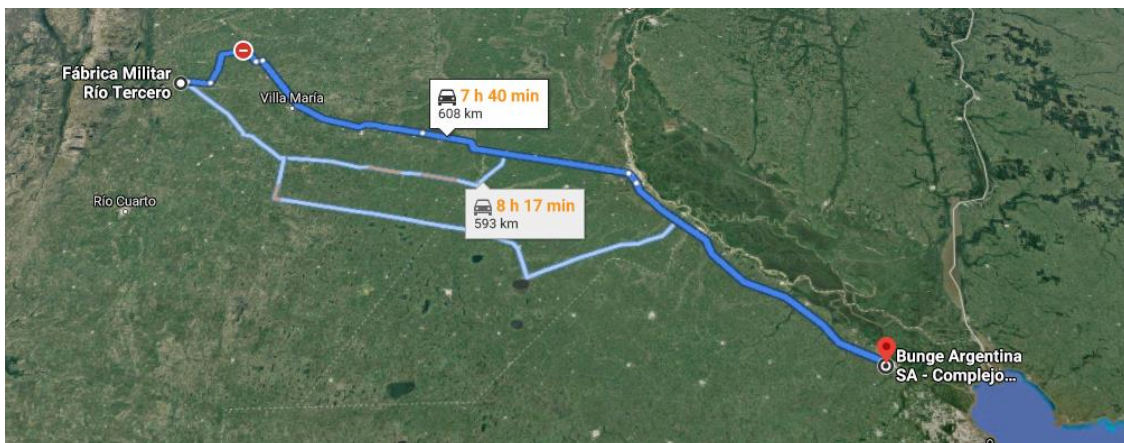 Fábrica Militar
Río Tercero
Villa María
7 h 40 min
608 km
Río Cuarto
8 h 17 min
593 km
Bunge Argentina
SA - Complejo...